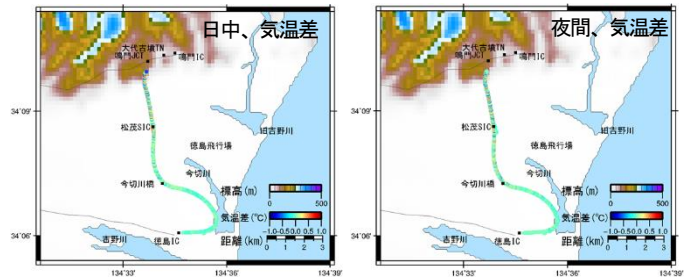 日中、気温差
大代古墳TN
鳴門JCT
鳴門IC
34°09'
松茂SIC
旧吉野川
徳島飛行場
今切川
今切川橋
標高(m)
0 500
気温差(℃)
-1.0-0.5 0.0 0.5 1.0
34°06'
吉野川
徳島IC
距離(km)
0 1 2 3
134°33'
134°36'
134°39'
夜間、気温差
大代古墳TN
鳴門JCT
鳴門IC
34°09'
松茂SIC
旧吉野川
徳島飛行場
今切川
今切川橋
標高(m)
0 500
気温差(℃)
-1.0-0.5 0.0 0.5 1.0
34°06'
吉野川
徳島IC
距離(km)
0 1 2 3
134°33'
134°36'
134°39'